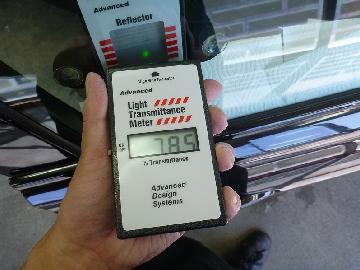 Advanced
Reflector
Advanced
Light
Transmittance
Meter
78.5
% Transmittance
Advanced
Design
Systems